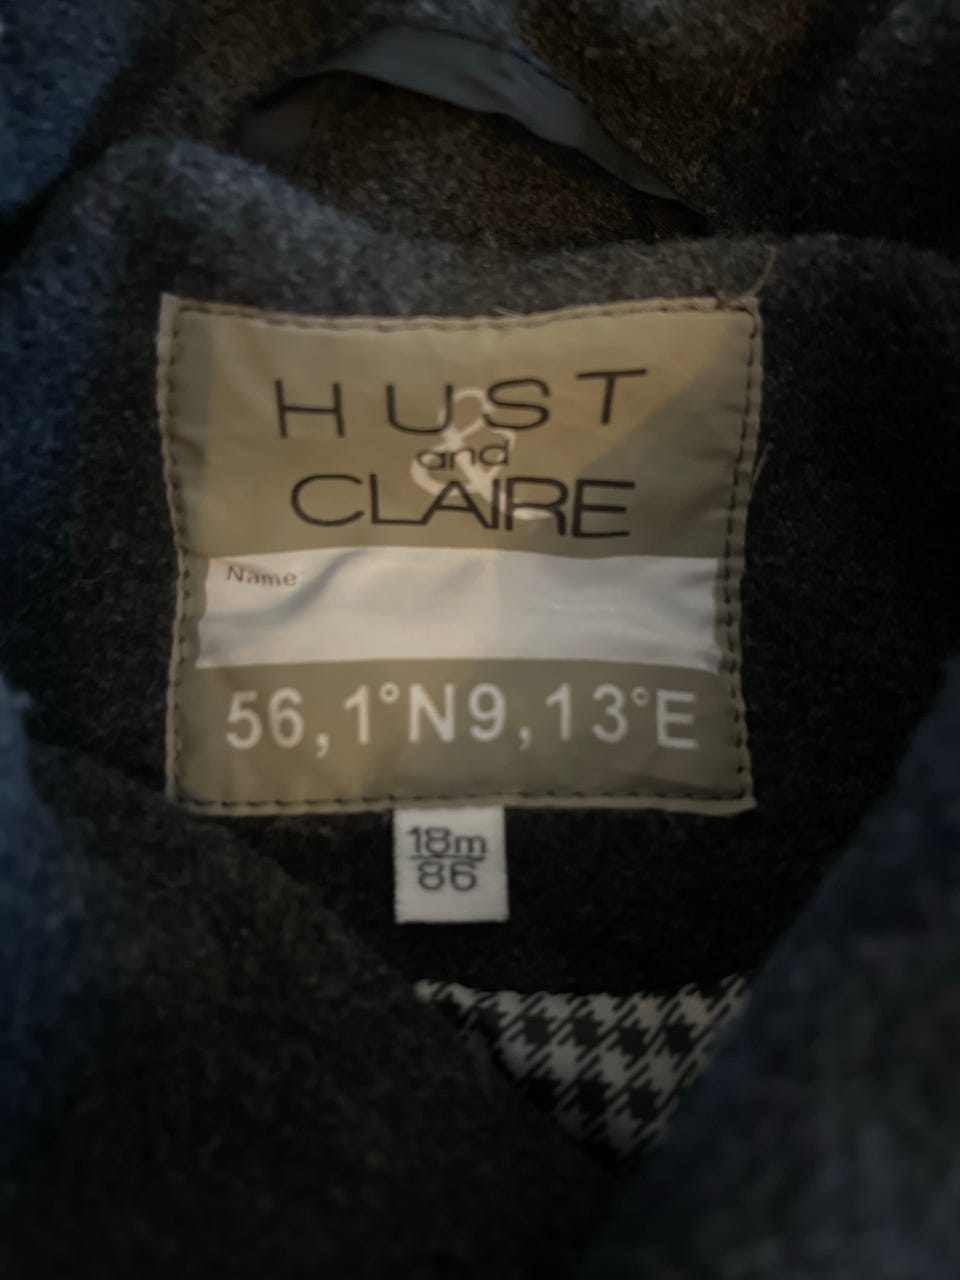 HUST
&
and
CLAIRE
Name
56,1°N9,13°E
18m
86